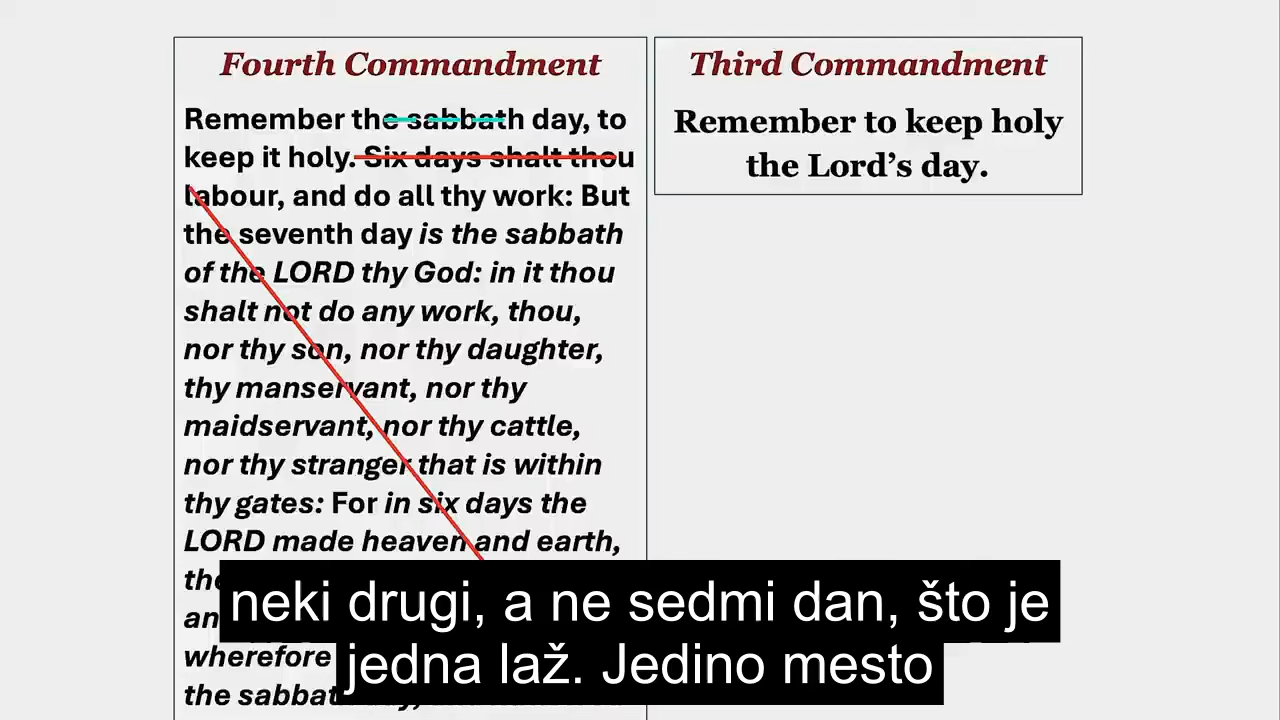 Fourth Commandment
Remember the sabbath day, to
keep it holy. Six days shalt thou
labour, and do all thy work: But
the seventh day is the sabbath
of the LORD thy God: in it thou
shalt not do any work, thou,
nor thy son, nor thy daughter,
thy manservant, nor thy
maidservant, nor thy cattle,
nor thy stranger that is within
thy gates: For in six days the
LORD made heaven and earth,
wherefore
the
Third Commandment
Remember to keep holy
the Lord's day.
neki drugi, a ne sedmi dan, što je
jedna laž. Jedino mesto